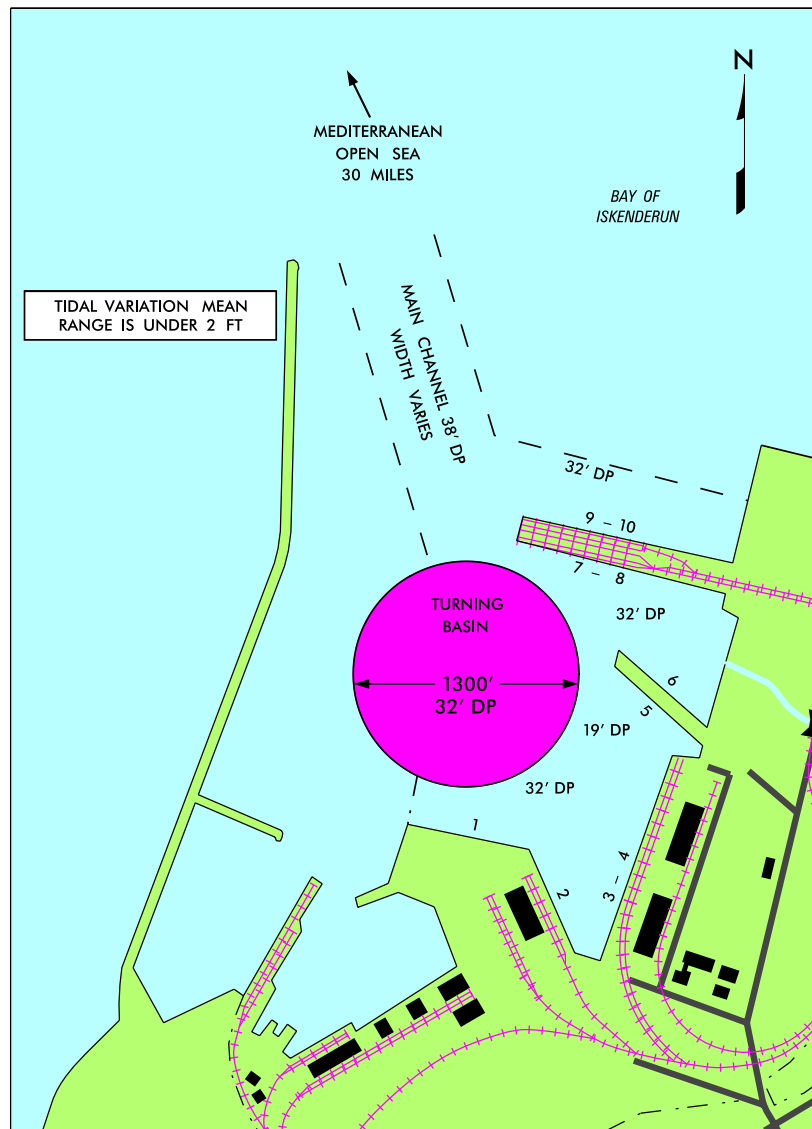 N
MEDITERRANEAN
OPEN SEA
30 MILES
BAY OF
ISKENDERUN
TIDAL VARIATION MEAN
RANGE IS UNDER 2 FT
MAIN CHANNEL 38' DP
WIDTH VARIES
32' DP
9 - 10
7 - 8
TURNING
BASIN
32' DP
1300'
32' DP
6
5
19' DP
32' DP
1
2
3 - 4